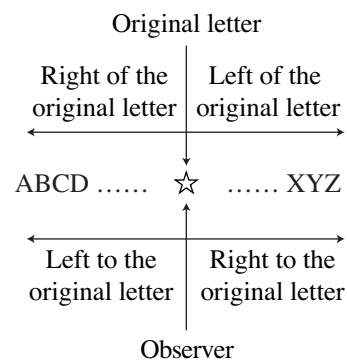 Original letter
Right of the
original letter
Left of the
original letter
ABCD ......
...... XYZ
Left to the
original letter
Right to the
original letter
Observer